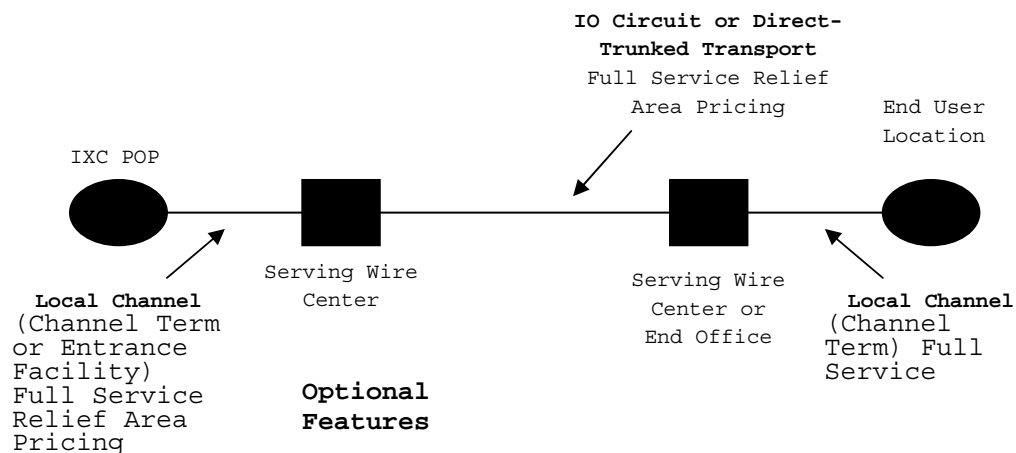 IO Circuit or Direct-
Trunked Transport
Full Service Relief
Area Pricing
End User
Location
IXC POP
Serving Wire
Center
Serving Wire
Center or
End Office
Local Channel
(Channel Term
or Entrance
Facility)
Full Service
Relief Area
Pricing
Local Channel
(Channel
Term) Full
Service
Optional
Features